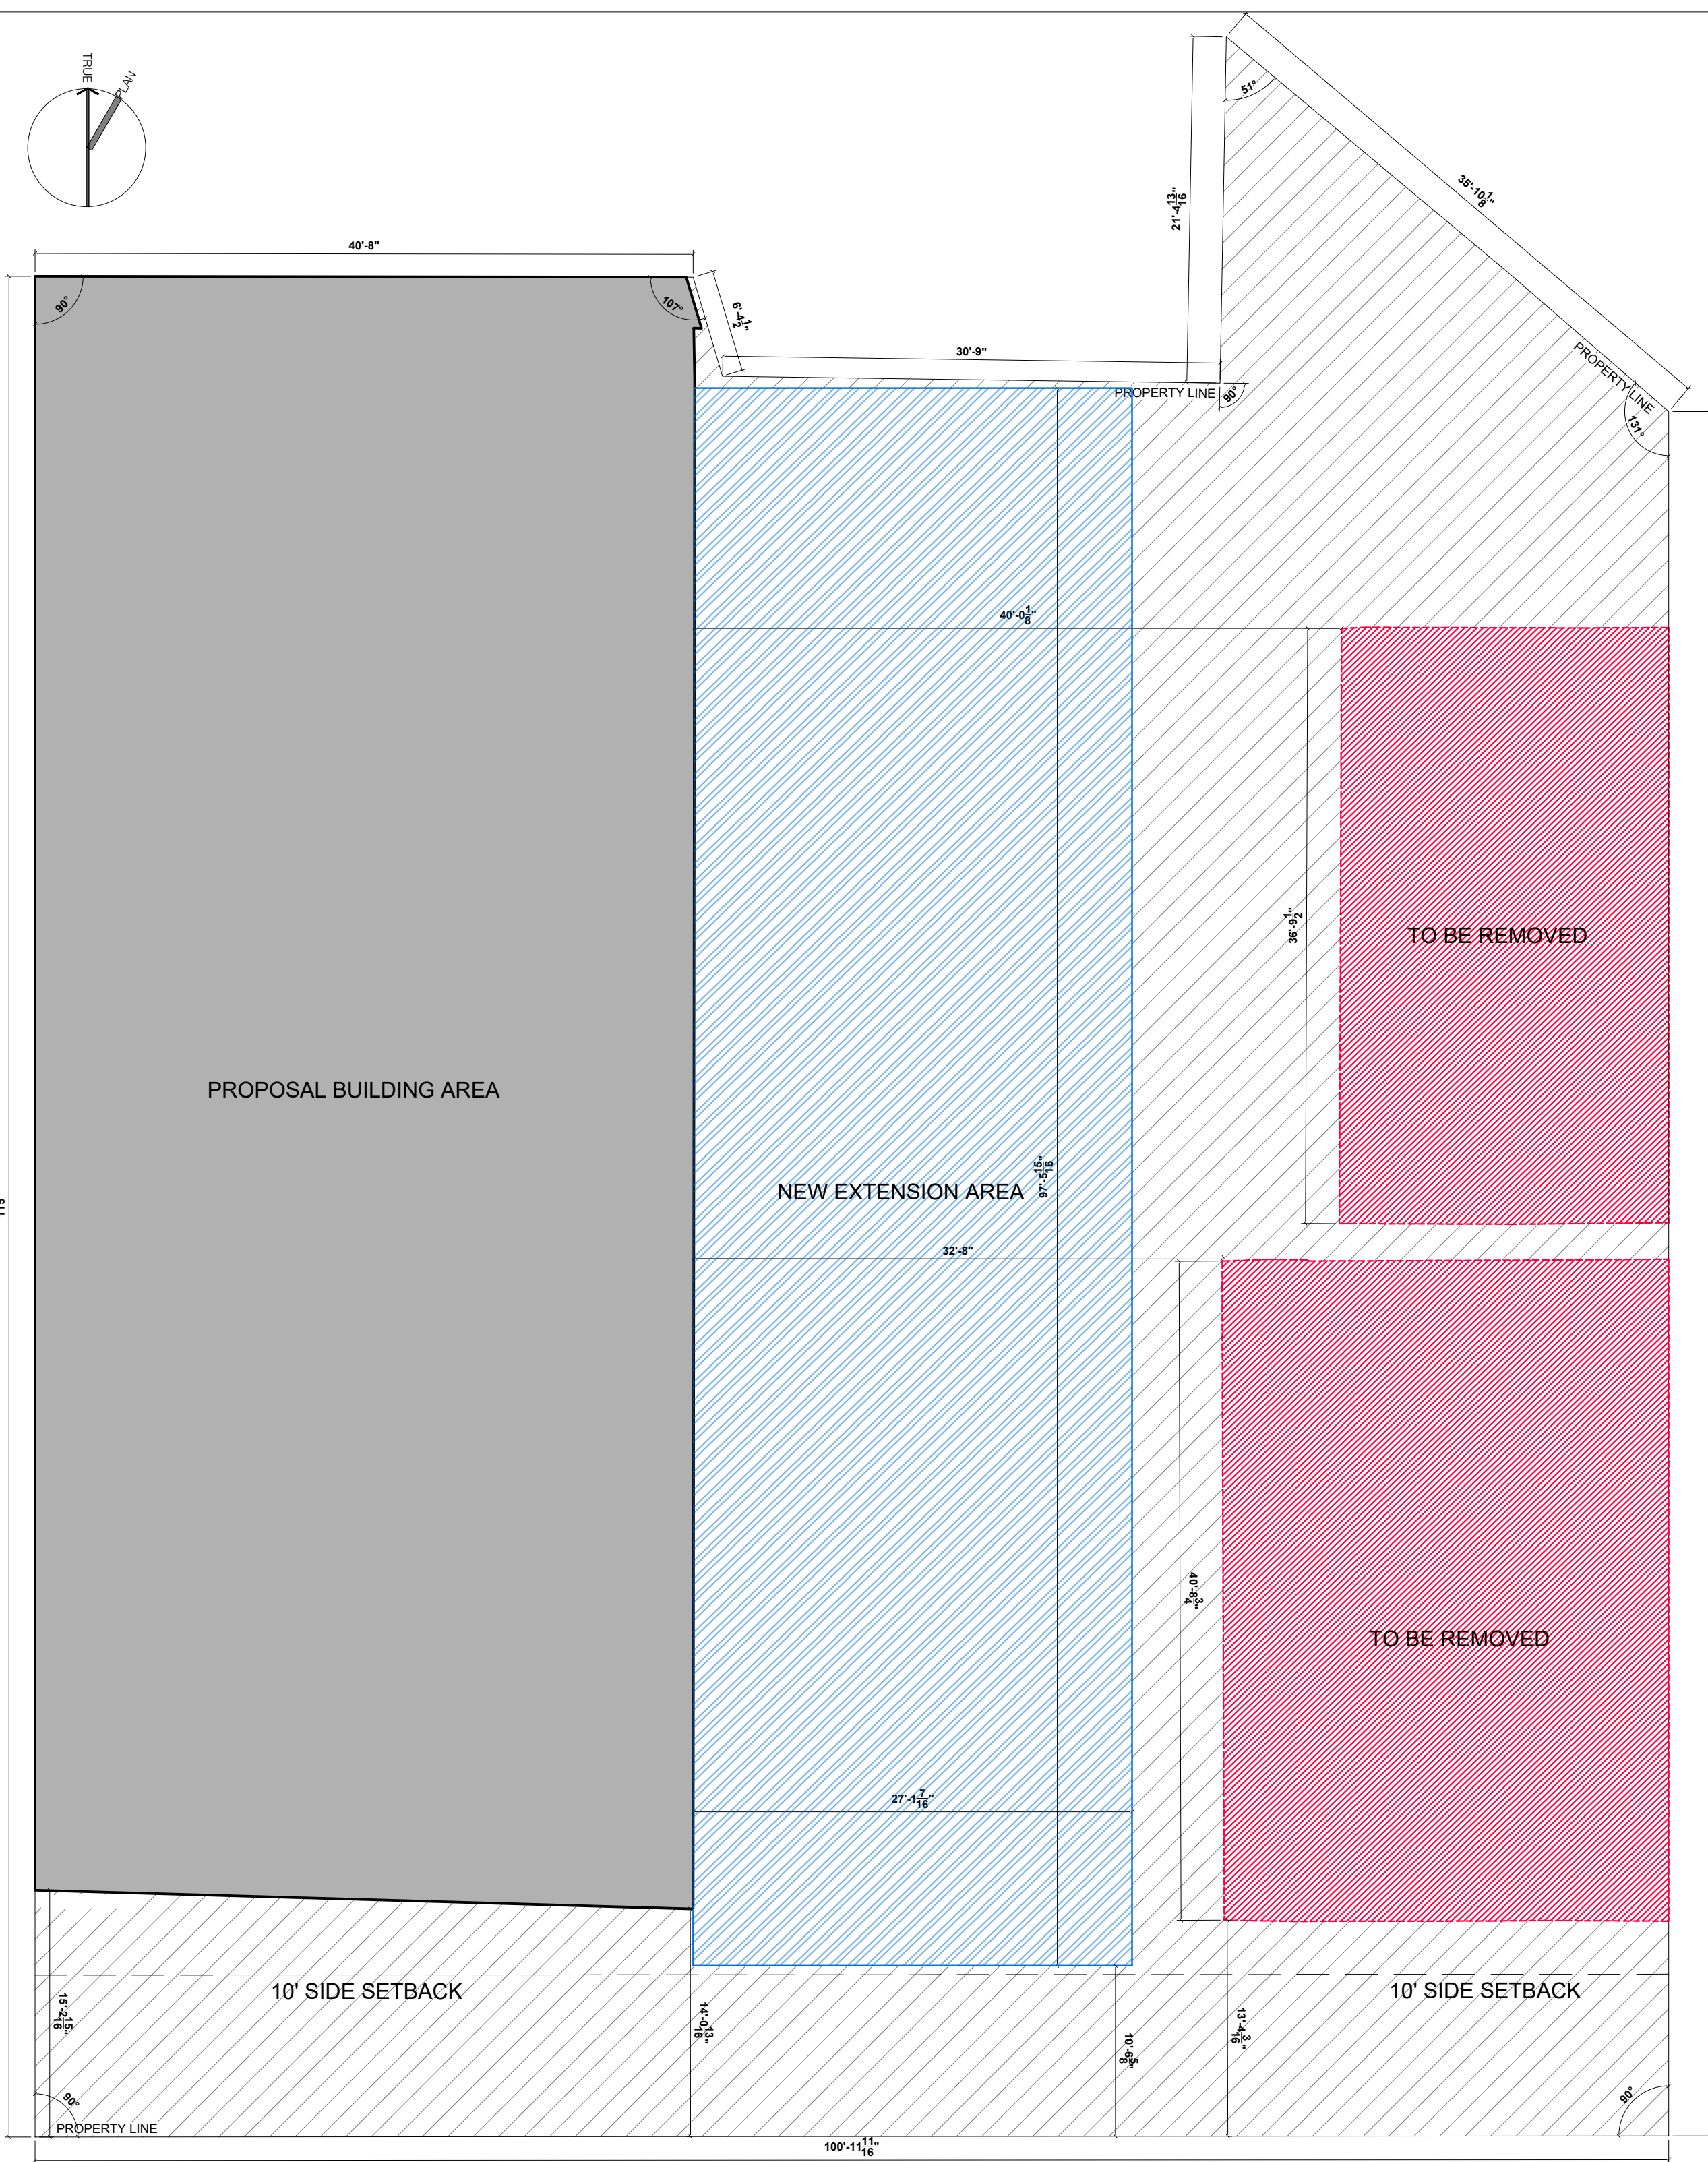 TRUE
PLAN
51°
35'-10 1/8"
21'-4 13/16"
40'-8"
90°
107°
6'-4 1/2"
30'-9"
PROPERTY LINE
PROPERTY LINE
90°
131°
40'-0 1/8"
36'-9 1/2"
TO BE REMOVED
PROPOSAL BUILDING AREA
NEW EXTENSION AREA
97'-5 15/16"
32'-8"
40'-8 3/4"
TO BE REMOVED
27'-1 7/16"
10' SIDE SETBACK
10' SIDE SETBACK
15'-2 15/16"
14'-0 13/16"
10'-6 5/8"
13'-4 3/16"
90°
90°
PROPERTY LINE
100'-11 11/16"